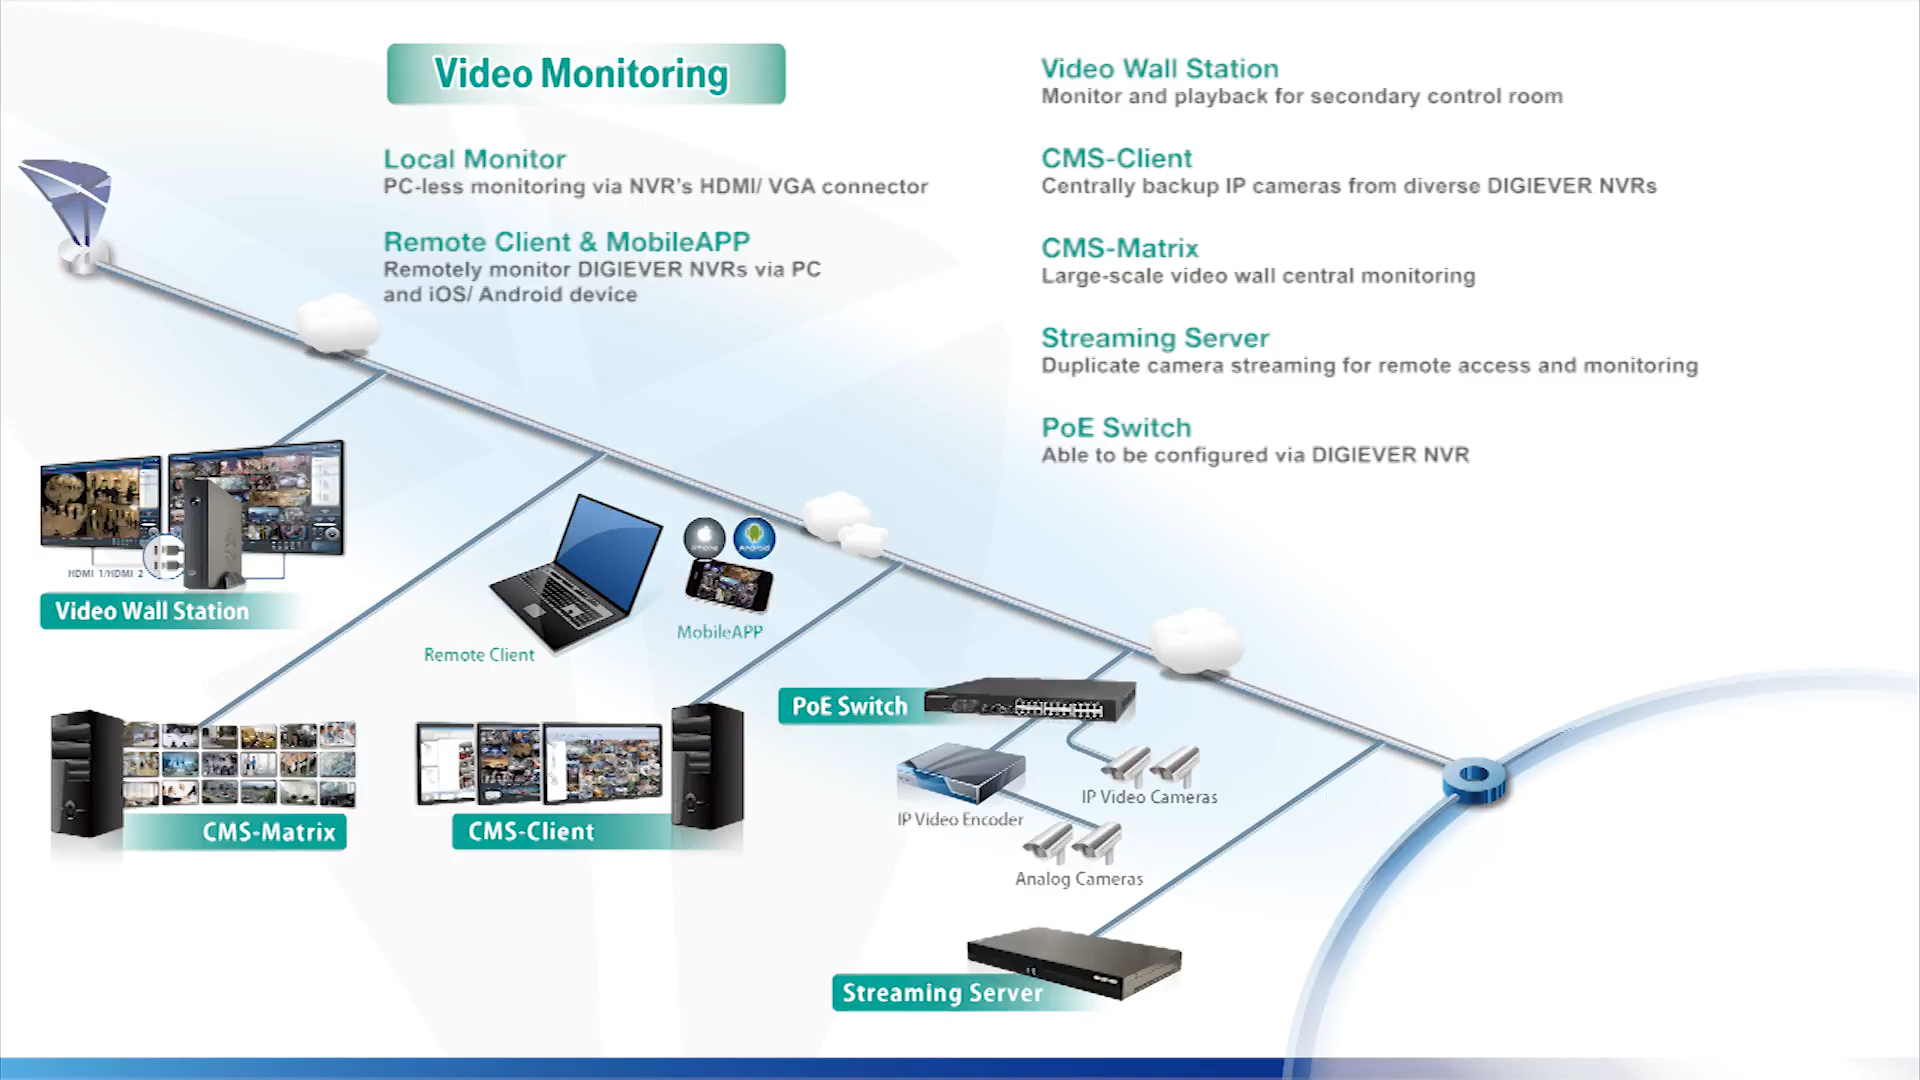 Video Monitoring
Local Monitor
PC-less monitoring via NVR's HDMI/ VGA connector
Remote Client & MobileAPP
Remotely monitor DIGIEVER NVRs via PC
and iOS/ Android device
Video Wall Station
Monitor and playback for secondary control room
CMS-Client
Centrally backup IP cameras from diverse DIGIEVER NVRs
CMS-Matrix
Large-scale video wall central monitoring
Streaming Server
Duplicate camera streaming for remote access and monitoring
PoE Switch
Able to be configured via DIGIEVER NVR
HDMI 1/HDMI 2
Video Wall Station
iPhone
Android
MobileAPP
Remote Client
PoE Switch
IP Video Cameras
IP Video Encoder
CMS-Matrix
CMS-Client
Analog Cameras
Streaming Server